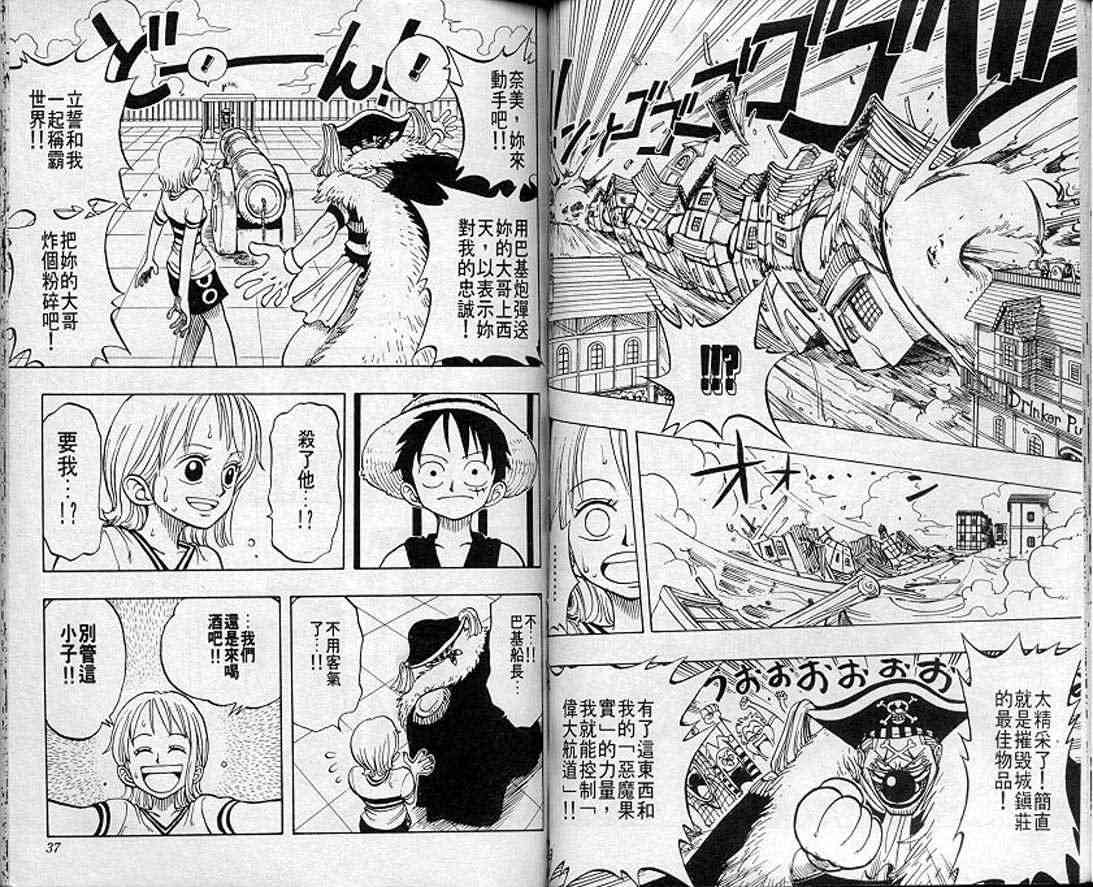 ゴゴゴゴゴ
!!!?
Drinker Pu
オオ
太精采了！簡直
就是摧毀城鎮莊
的最佳物品！
うおおおおおお
有了這東西和
我的「惡魔果
實」的力量，
我就能控制「
偉大航道」!!
どーん!!
!
!
奈美，妳來
動手吧!!
用巴基炮彈送
妳的大哥上西
天，以表示妳
對我的忠誠！
立誓和我
一起稱霸
世界!!
把妳的大哥
炸個粉碎吧！
殺了他…!?
要我…!?
不…!!
巴基船長…
不用客氣
了…!!
…我們
還是來喝
酒吧!!
別管這
小子!!
37